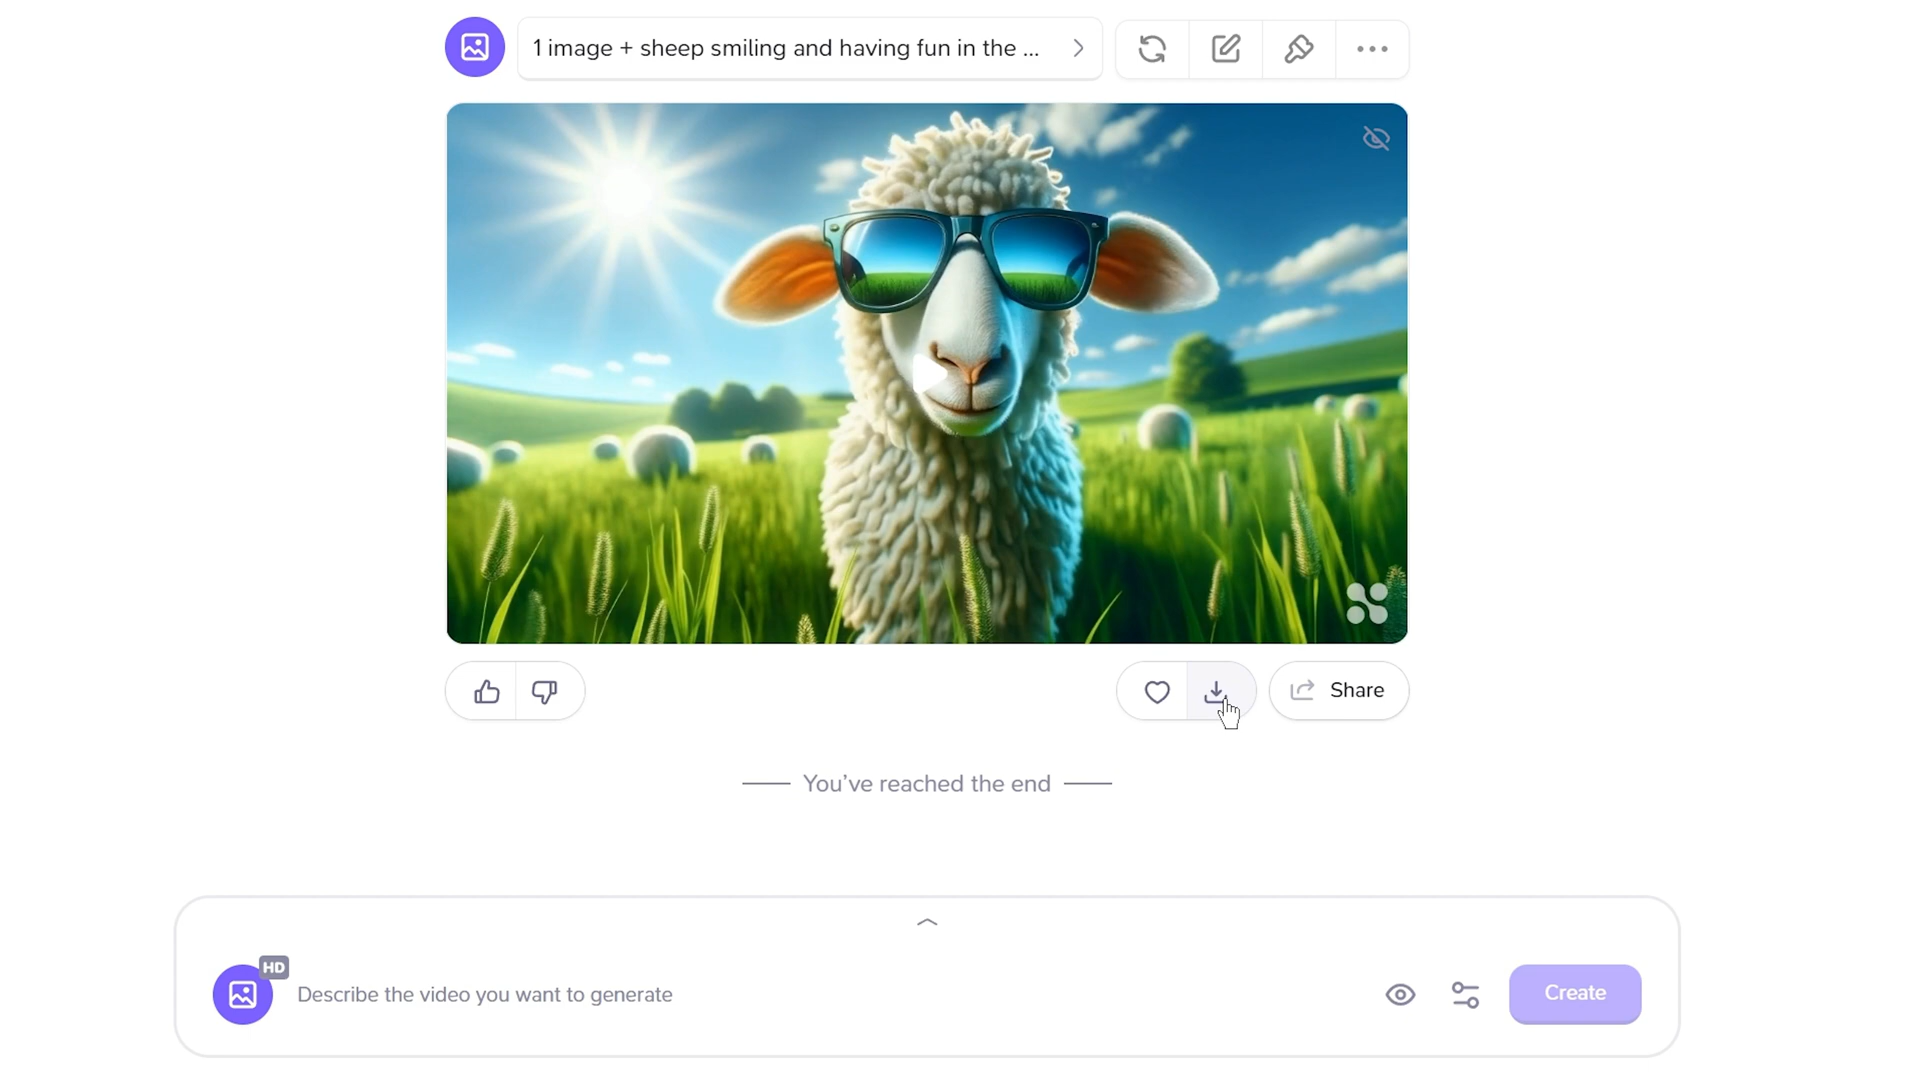 1 image + sheep smiling and having fun in the ...
Share
You've reached the end
HD
Describe the video you want to generate
Create